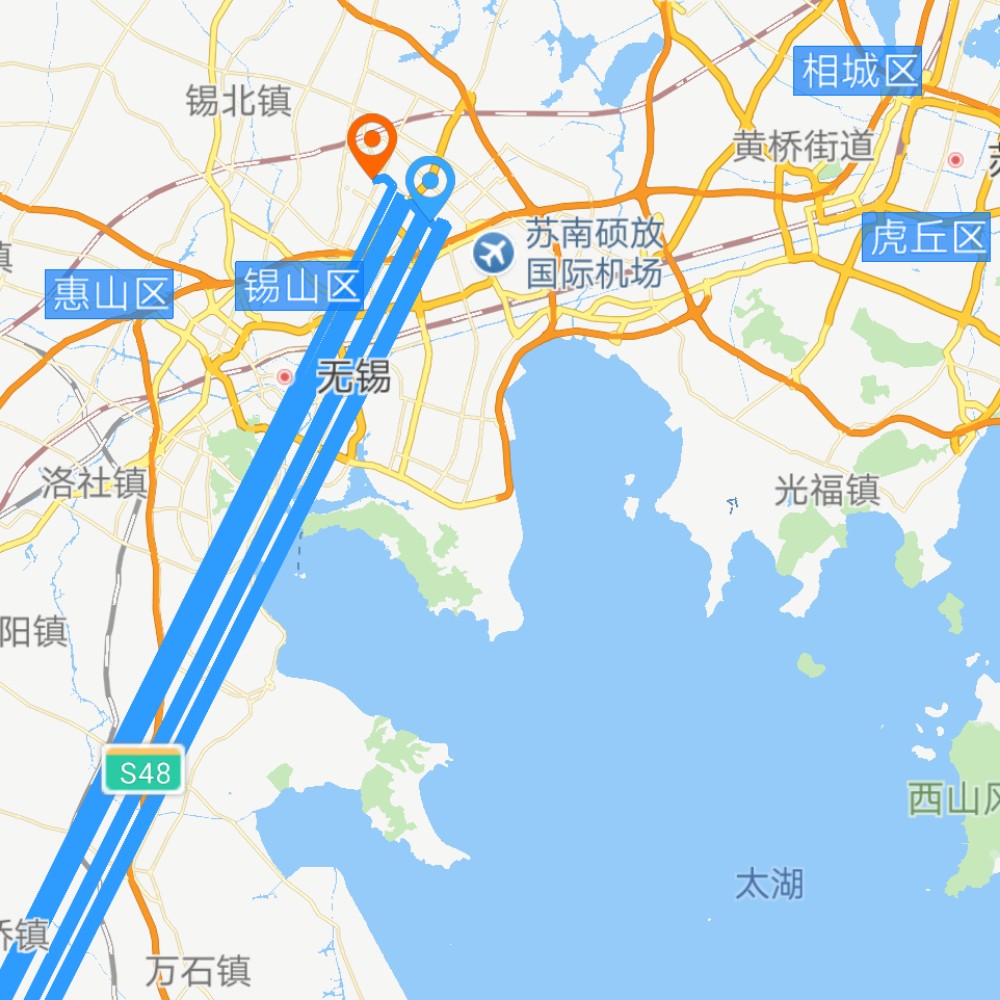 相城区
锡北镇
黄桥街道
苏南硕放
国际机场
虎丘区
惠山区
锡山区
无锡
洛社镇
光福镇
阳镇
S48
西山风
太湖
桥镇
万石镇